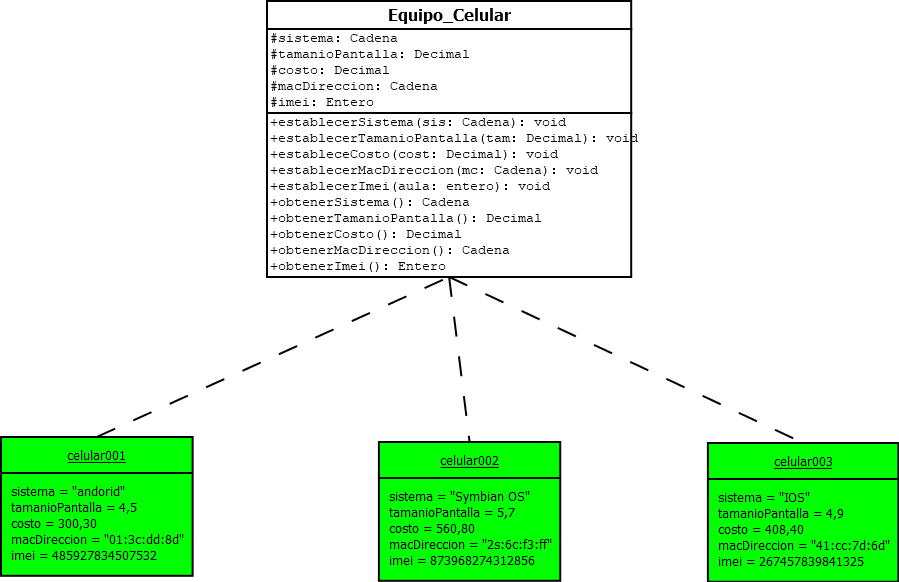 Equipo_Celular
#sistema: Cadena
#tamanioPantalla: Decimal
#costo: Decimal
#macDireccion: Cadena
#imei: Entero
+establecerSistema(sis: Cadena): void
+establecerTamanioPantalla(tam: Decimal): void
+estableceCosto(cost: Decimal): void
+establecerMacDireccion(mc: Cadena): void
+establecerImei(aula: entero): void
+obtenerSistema(): Cadena
+obtenerTamanioPantalla(): Decimal
+obtenerCosto(): Decimal
+obtenerMacDireccion(): Cadena
+obtenerImei(): Entero
celular001
sistema = "andorid"
tamanioPantalla = 4,5
costo = 300,30
macDireccion = "01:3c:dd:8d"
imei = 485927834507532
celular002
sistema = "Symbian OS"
tamanioPantalla = 5,7
costo = 560,80
macDireccion = "2s:6c:f3:ff"
imei = 873968274312856
celular003
sistema = "IOS"
tamanioPantalla = 4,9
costo = 408,40
macDireccion = "41:cc:7d:6d"
imei = 267457839841325